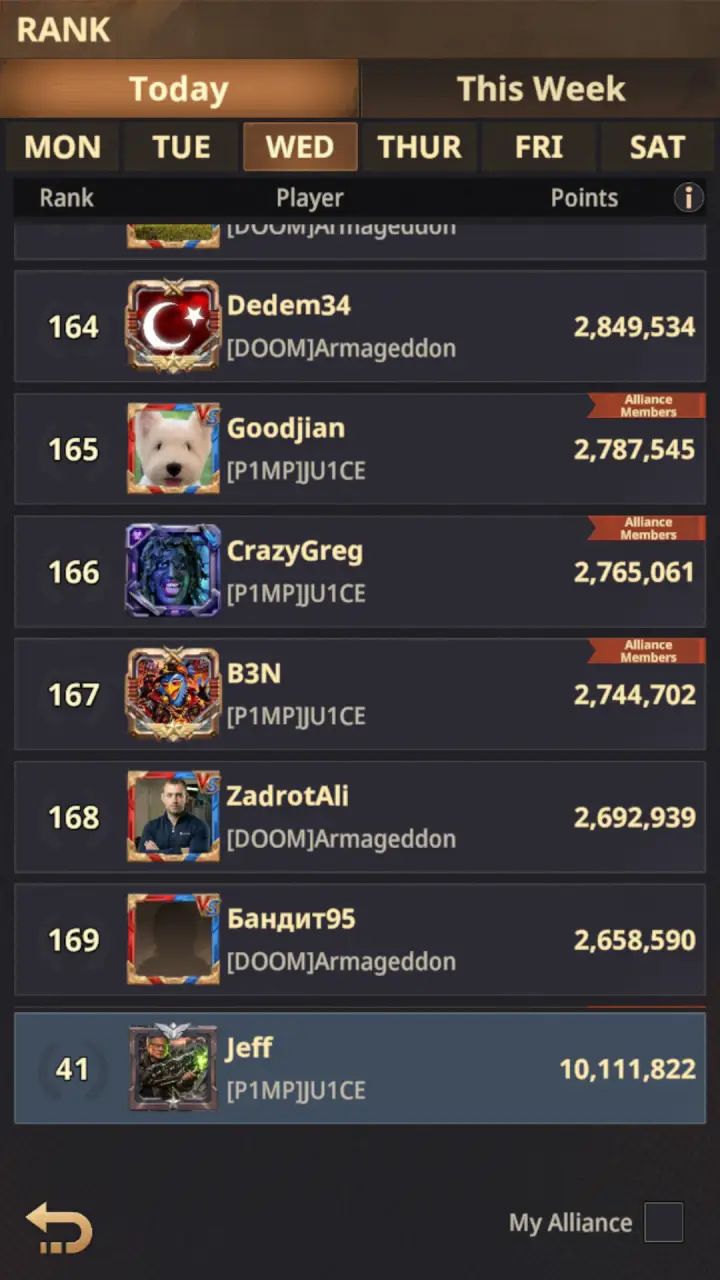 RANK
Today
This Week
MON TUE WED THUR FRI SAT
Rank Player Points
[DOOM]Armageddon
164 Dedem34 2,849,534
[DOOM]Armageddon
Alliance Members
165 Goodjian 2,787,545
[P1MP]JU1CE
Alliance Members
166 CrazyGreg 2,765,061
[P1MP]JU1CE
Alliance Members
167 B3N 2,744,702
[P1MP]JU1CE
168 ZadrotAli 2,692,939
[DOOM]Armageddon
169 Бандит95 2,658,590
[DOOM]Armageddon
41 Jeff 10,111,822
[P1MP]JU1CE
My Alliance